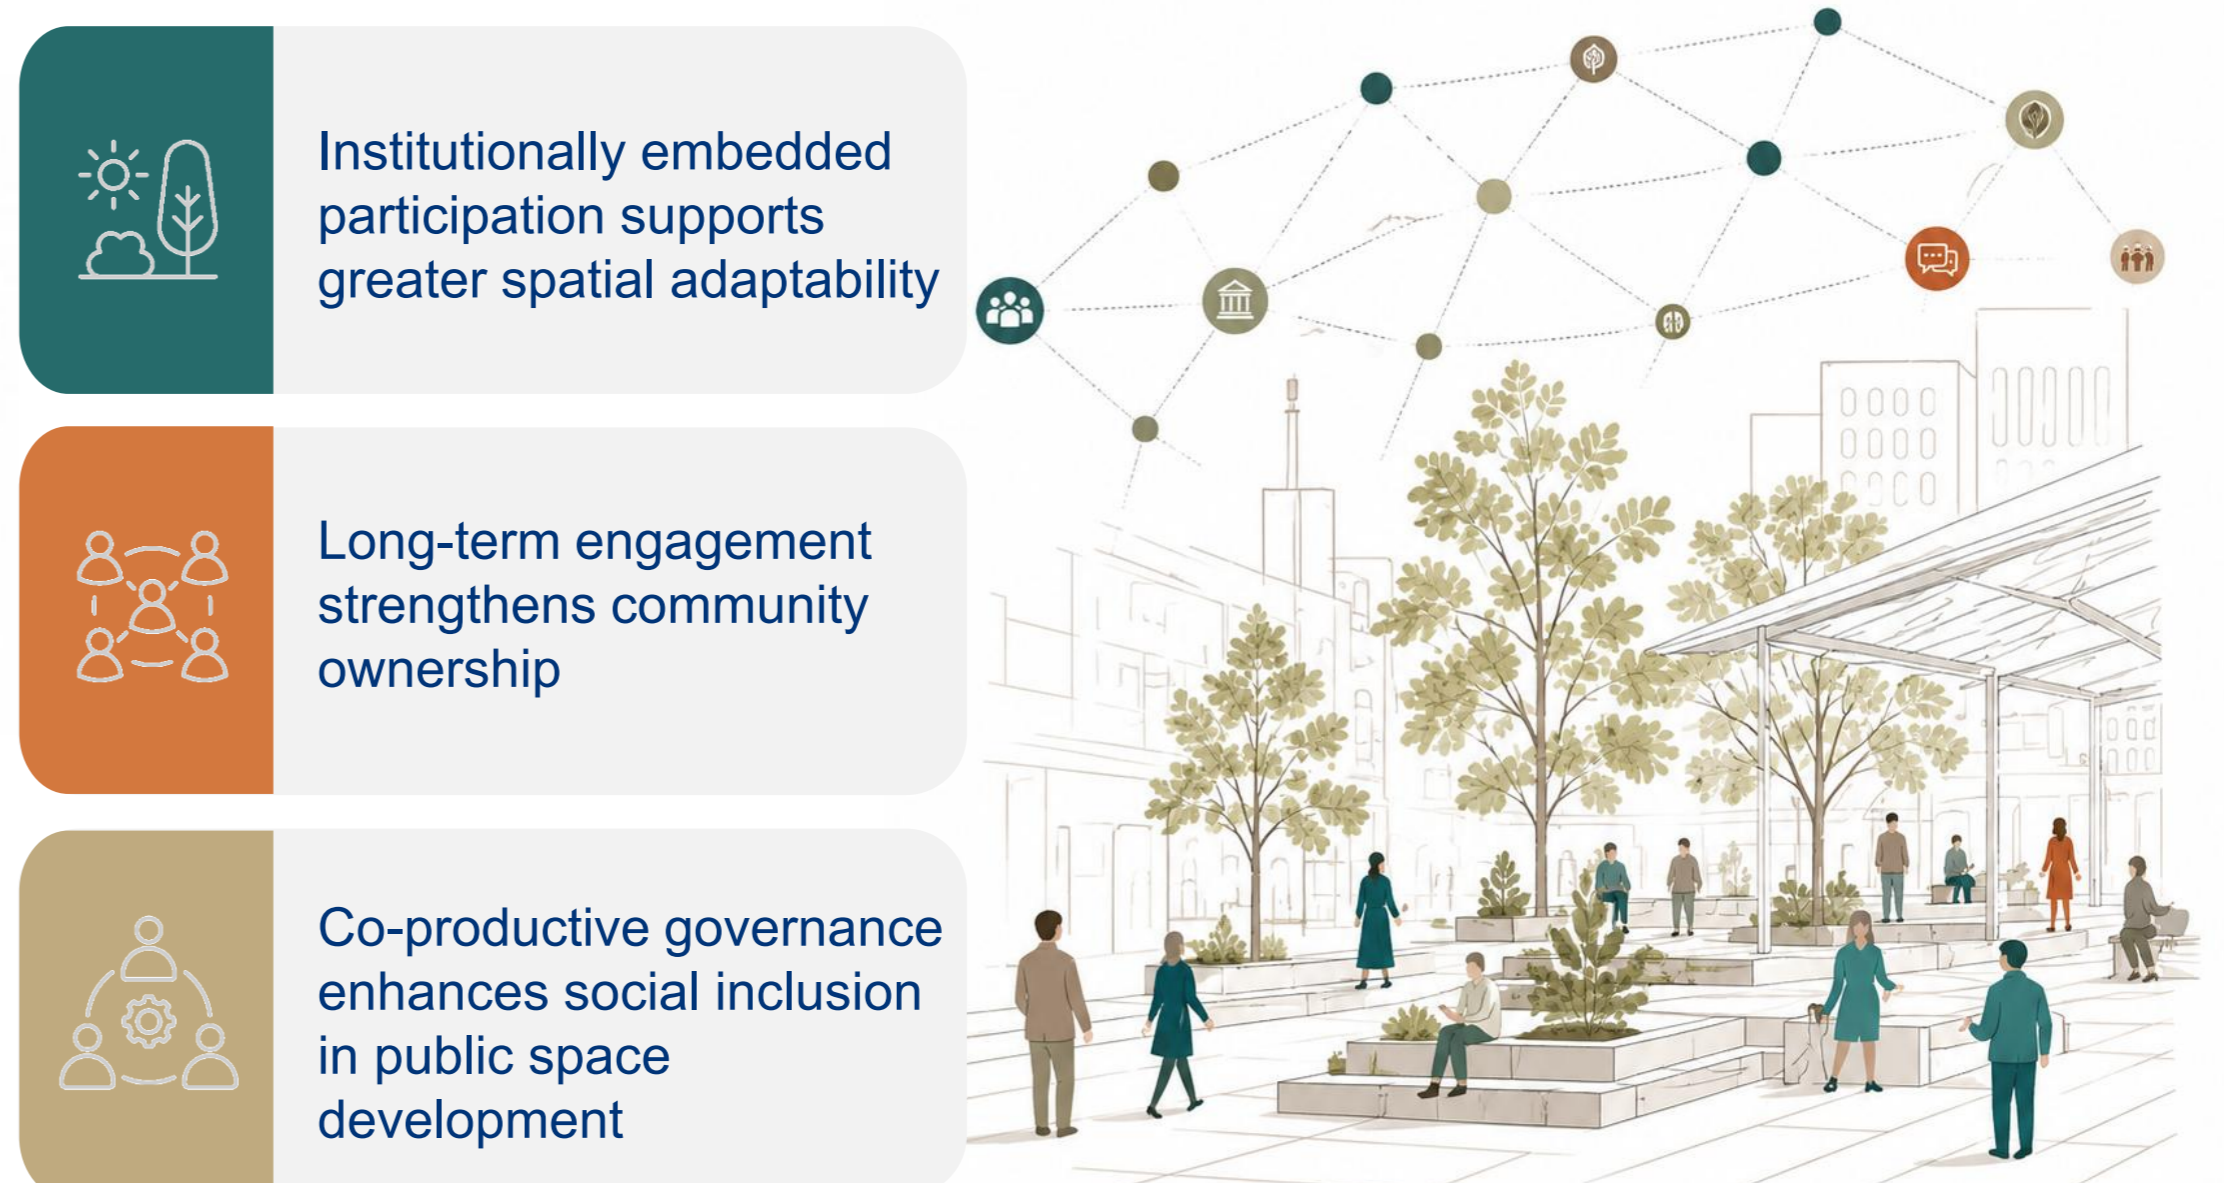 Institutionally embedded
participation supports
greater spatial adaptability
Long-term engagement
strengthens community
ownership
Co-productive governance
enhances social inclusion
in public space
development